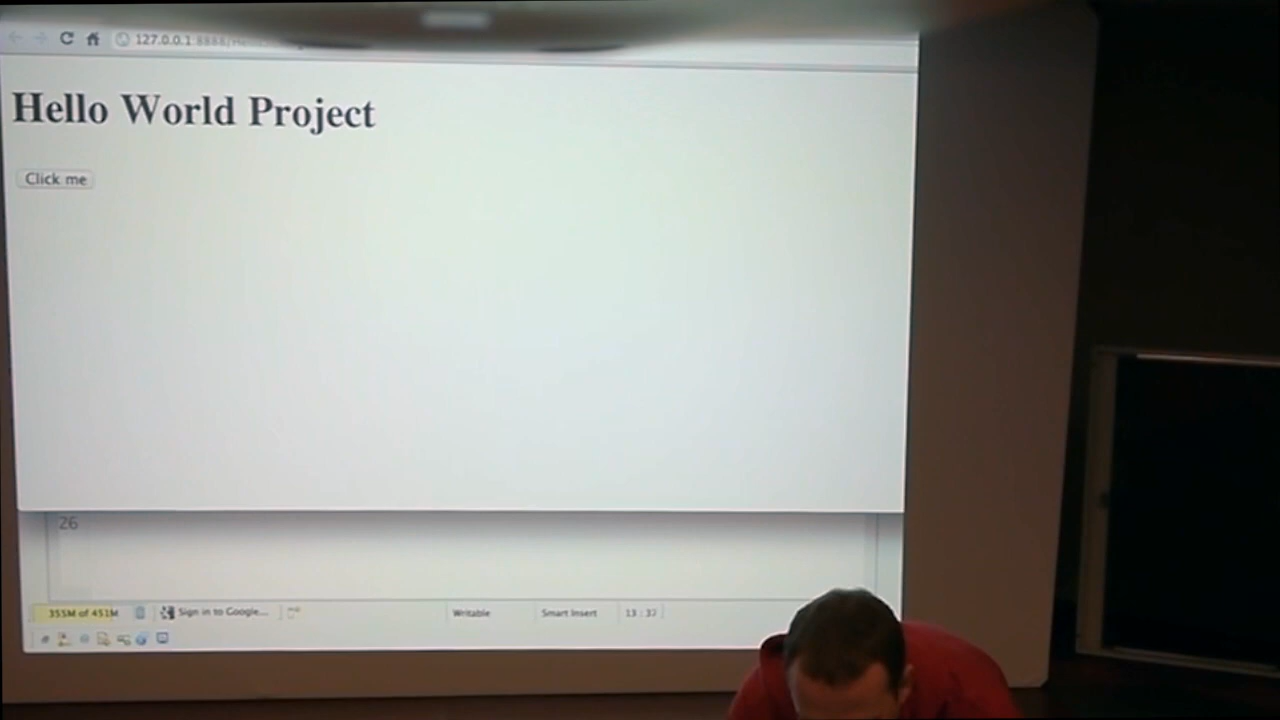 127.0.0.1:8888/
Hello World Project
Click me
26
355M of 451M Sign in to Google... Writable Smart Insert 13 : 37